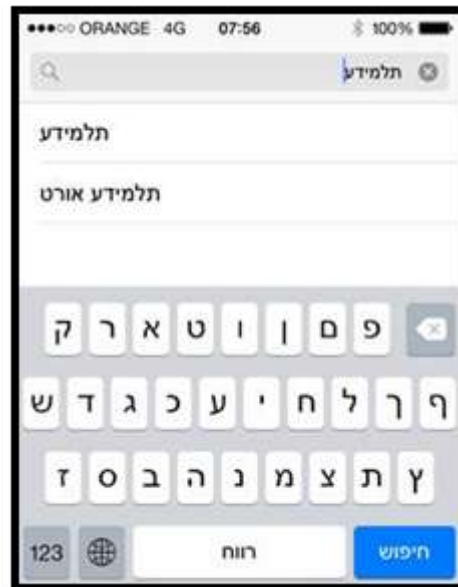 ●●●○○ ORANGE 4G 07:56 100%
תלמידע
תלמידע
תלמידע אורט
ק ר א ט ו ן ם פ
ש ד ג כ ע י ח ל ך ף
ז ס ב ה נ מ צ ת ץ
123 רווח חיפוש